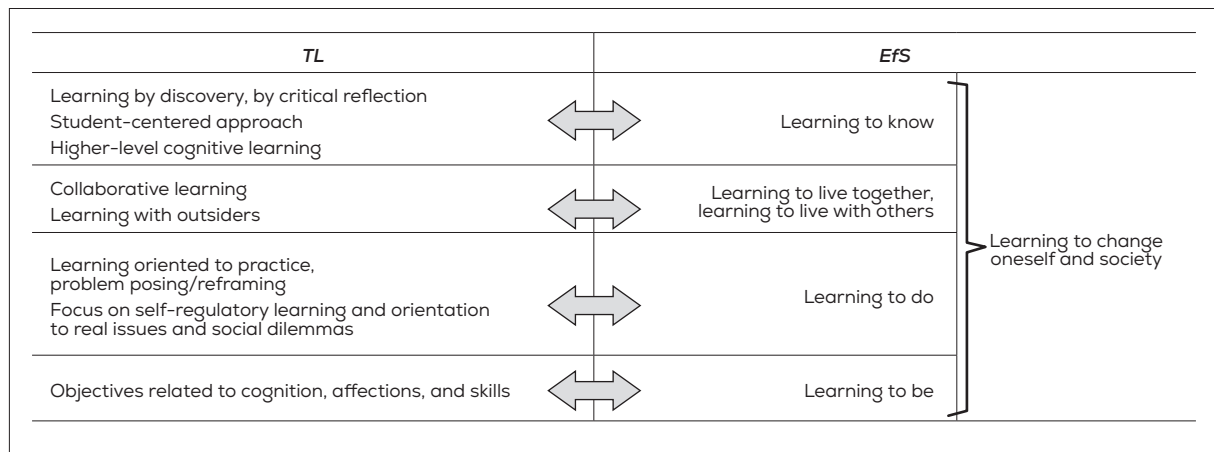 TL
EfS
Learning by discovery, by critical reflection
Student-centered approach
Higher-level cognitive learning
Learning to know
Collaborative learning
Learning with outsiders
Learning to live together,
learning to live with others
Learning oriented to practice,
problem posing/reframing
Focus on self-regulatory learning and orientation
to real issues and social dilemmas
Learning to do
Objectives related to cognition, affections, and skills
Learning to be
Learning to change
oneself and society